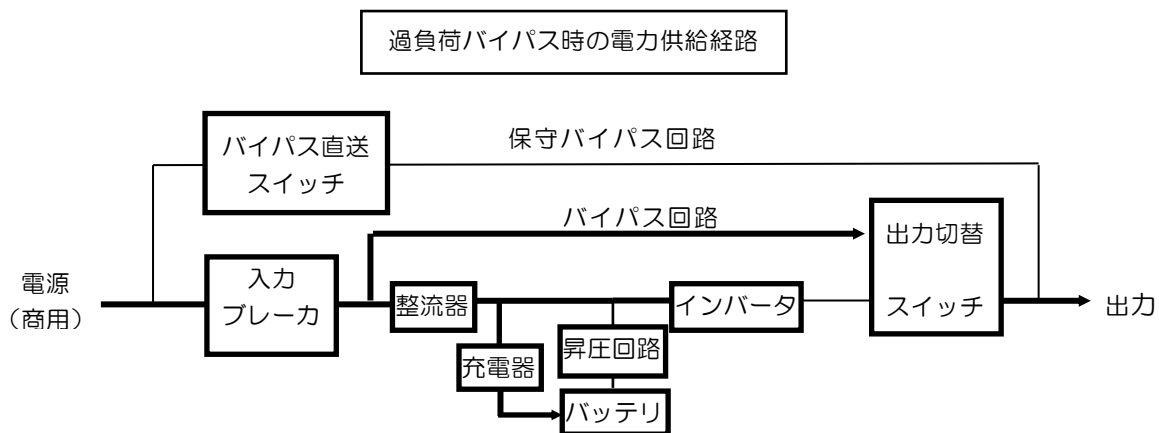 過負荷バイパス時の電力供給経路
バイパス直送
スイッチ
保守バイパス回路
バイパス回路
出力切替
スイッチ
電源
（商用）
入力
ブレーカ
整流器
インバータ
出力
充電器
昇圧回路
バッテリ